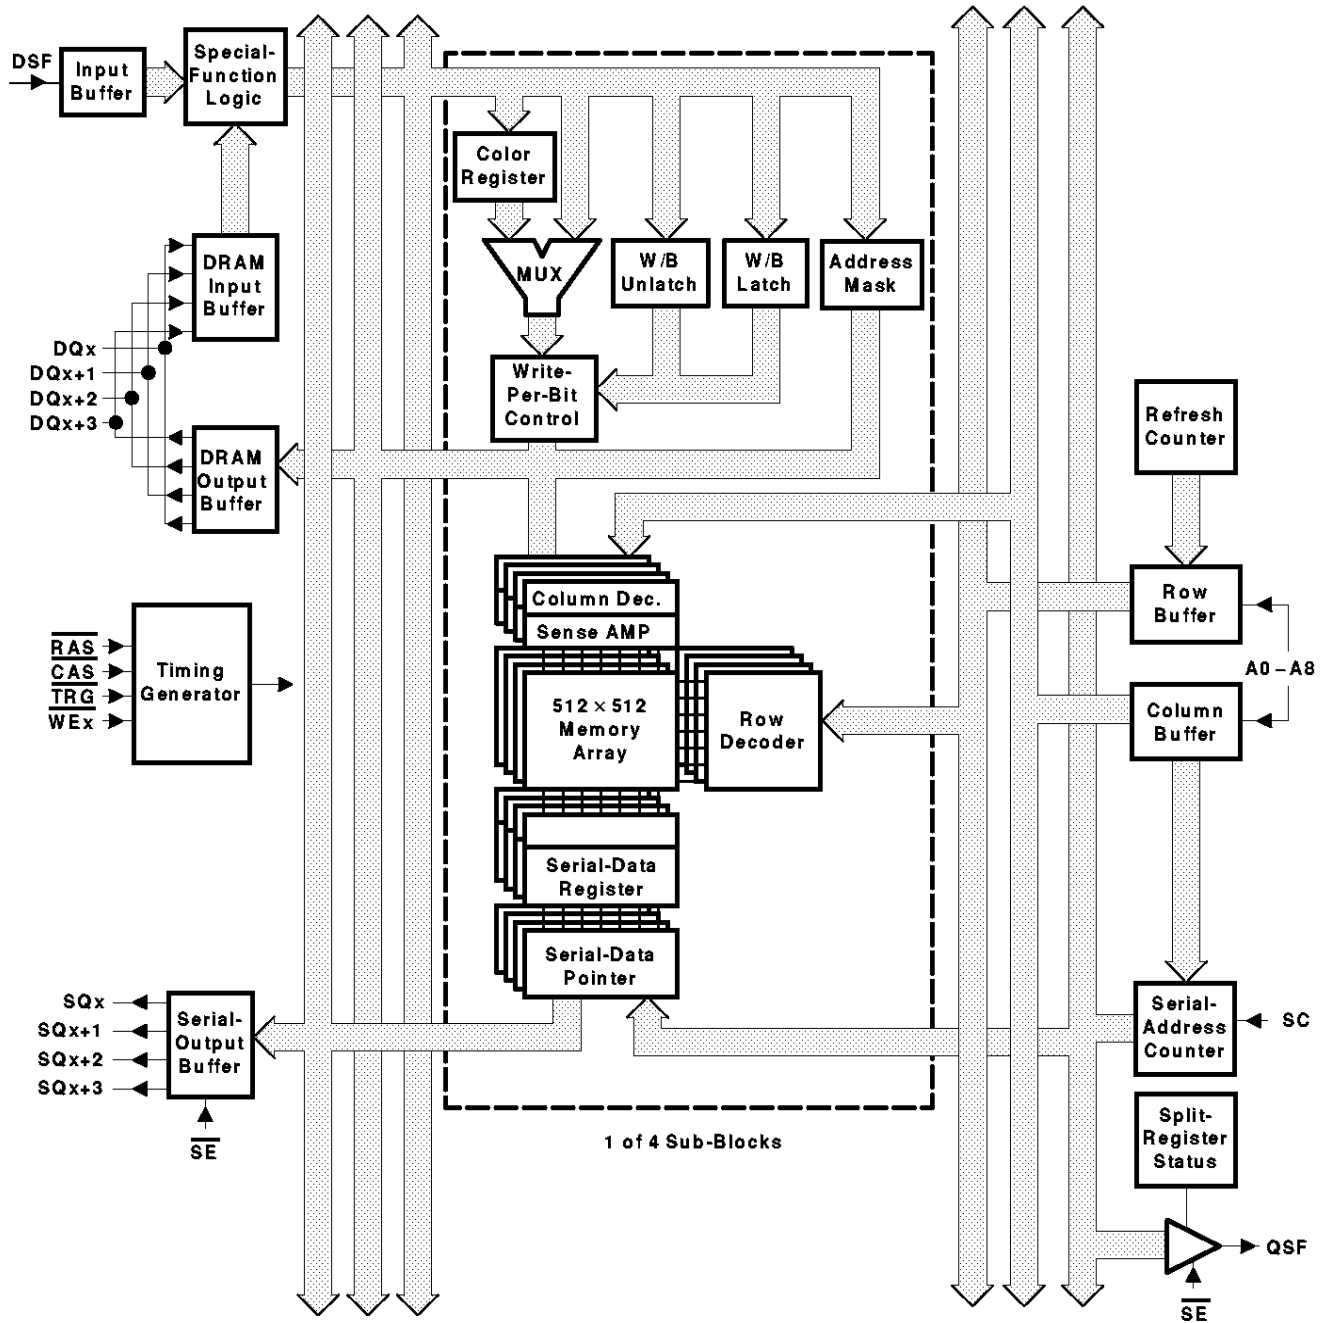 DSF
Input
Buffer
Special-
Function
Logic
Color
Register
MUX
W/B
Unlatch
W/B
Latch
Address
Mask
DRAM
Input
Buffer
DQx
DQx+1
DQx+2
DQx+3
Write-
Per-Bit
Control
DRAM
Output
Buffer
Refresh
Counter
Row
Buffer
A0–A8
Column
Buffer
Column Dec.
Sense AMP
512 × 512
Memory
Array
Row
Decoder
RAS
CAS
TRG
WEx
Timing
Generator
Serial-Data
Register
Serial-Data
Pointer
SQx
SQx+1
SQx+2
SQx+3
Serial-
Output
Buffer
SE
Serial-
Address
Counter
SC
1 of 4 Sub-Blocks
Split-
Register
Status
QSF
SE